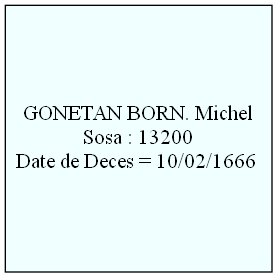 GONETAN BORN. Michel
Sosa : 13200
Date de Deces = 10/02/1666